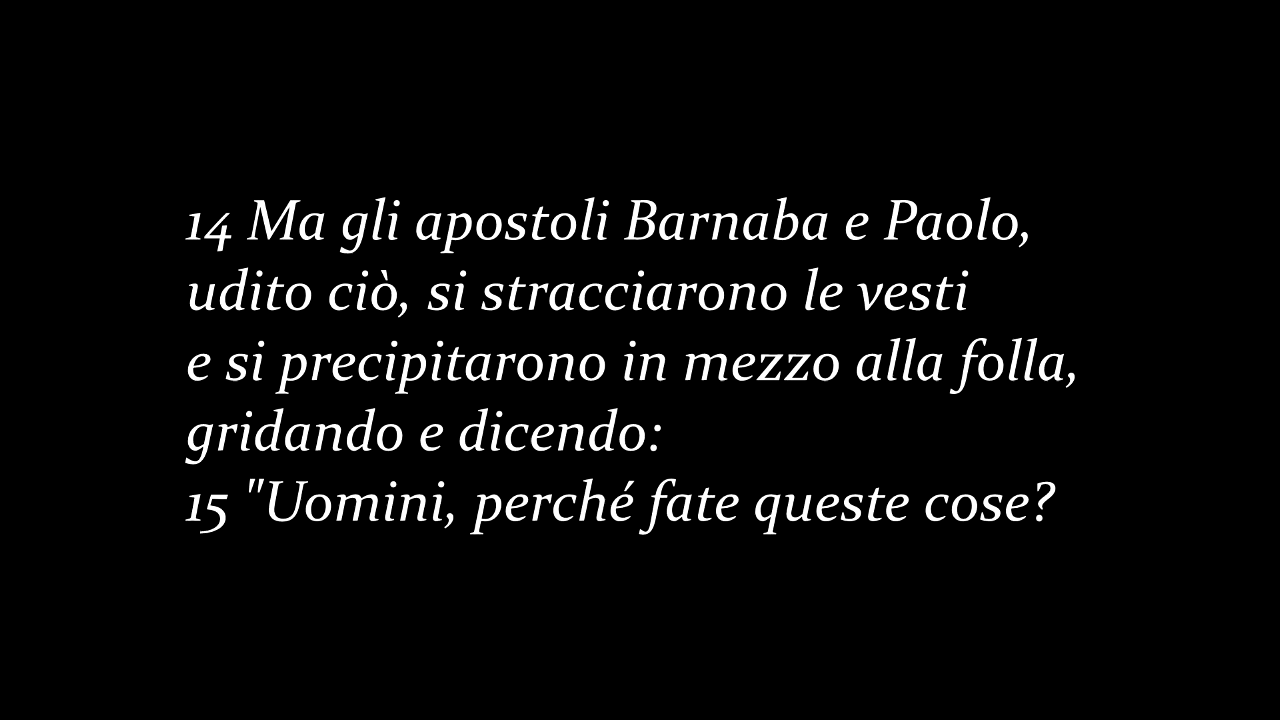 14 Ma gli apostoli Barnaba e Paolo,
udito ciò, si stracciarono le vesti
e si precipitarono in mezzo alla folla,
gridando e dicendo:
15 "Uomini, perché fate queste cose?